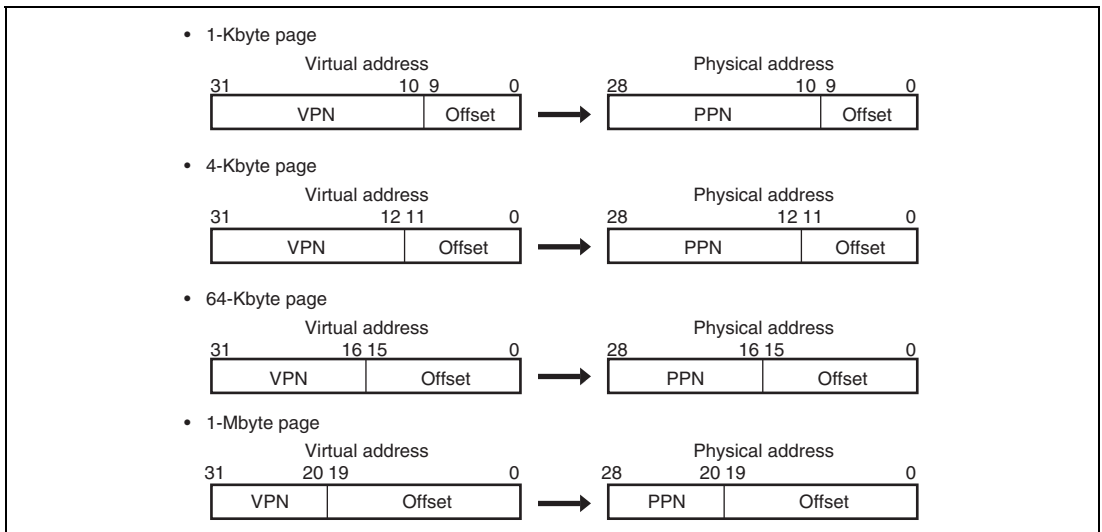 • 1-Kbyte page
Virtual address Physical address
31 10 9 0 28 10 9 0
VPN Offset PPN Offset
• 4-Kbyte page
Virtual address Physical address
31 12 11 0 28 12 11 0
VPN Offset PPN Offset
• 64-Kbyte page
Virtual address Physical address
31 16 15 0 28 16 15 0
VPN Offset PPN Offset
• 1-Mbyte page
Virtual address Physical address
31 20 19 0 28 20 19 0
VPN Offset PPN Offset